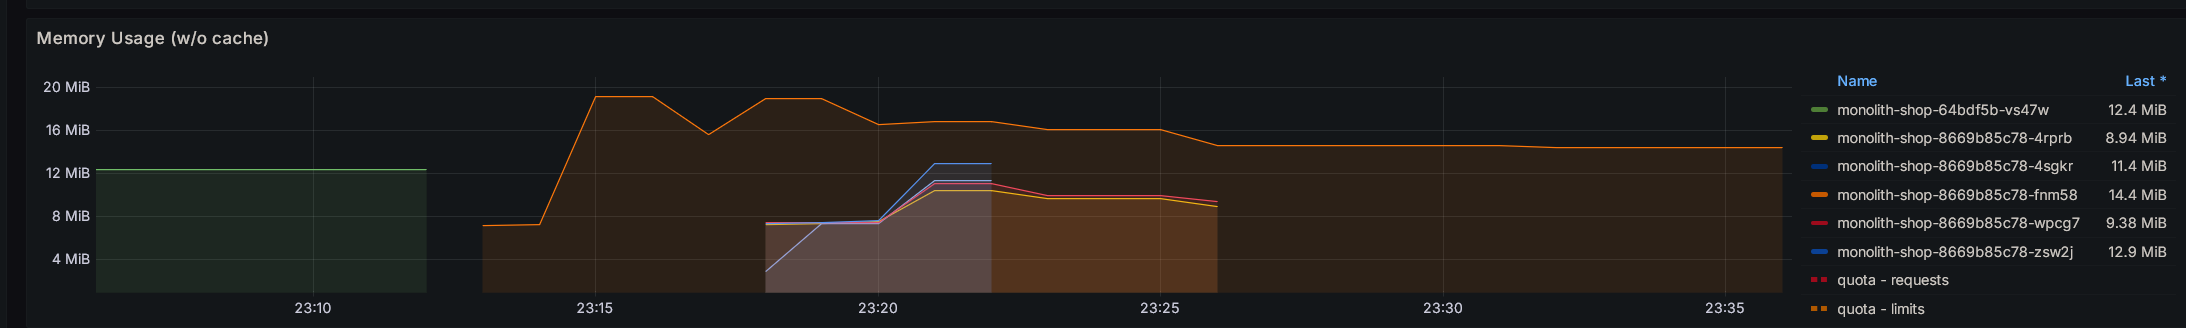 Memory Usage (w/o cache)
20 MiB
16 MiB
12 MiB
8 MiB
4 MiB
23:10 23:15 23:20 23:25 23:30 23:35
Name Last *
monolith-shop-64bdf5b-vs47w 12.4 MiB
monolith-shop-8669b85c78-4rprb 8.94 MiB
monolith-shop-8669b85c78-4sgkr 11.4 MiB
monolith-shop-8669b85c78-fnm58 14.4 MiB
monolith-shop-8669b85c78-wpcg7 9.38 MiB
monolith-shop-8669b85c78-zsw2j 12.9 MiB
quota - requests
quota - limits